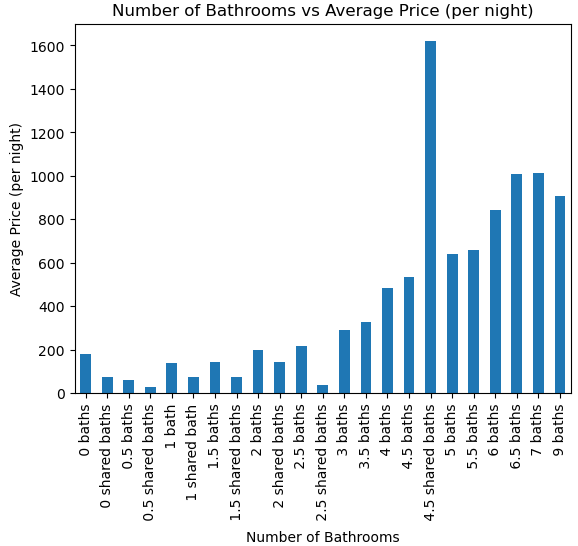 Number of Bathrooms vs Average Price (per night)
Average Price (per night)
1600
1400
1200
1000
800
600
400
200
0
0 baths
0 shared baths
0.5 baths
0.5 shared baths
1 bath
1 shared bath
1.5 baths
1.5 shared baths
2 baths
2 shared baths
2.5 baths
2.5 shared baths
3 baths
3.5 baths
4 baths
4.5 baths
4.5 shared baths
5 baths
5.5 baths
6 baths
6.5 baths
7 baths
9 baths
Number of Bathrooms